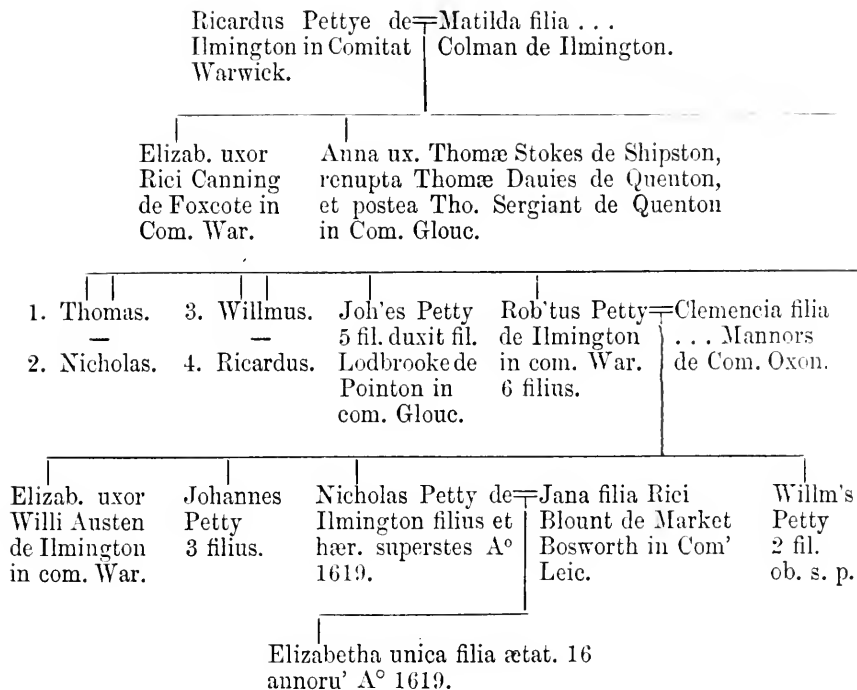 Ricardus Pettye de
Ilmington in Comitat
Warwick.
Matilda filia . . .
Colman de Ilmington.
Elizab. uxor
Rici Canning
de Foxcote in
Com. War.
Anna ux. Thomæ Stokes de Shipston,
renupta Thomæ Dauies de Quenton,
et postea Tho. Sergiant de Quenton
in Com. Glouc.
1. Thomas.
—
2. Nicholas.
3. Willmus.
—
4. Ricardus.
Joh'es Petty
5 fil. duxit fil.
Lodbrooke de
Pointon in
com. Glouc.
Rob'tus Petty
de Ilmington
in com. War.
6 filius.
Clemencia filia
. . . Mannors
de Com. Oxon.
Elizab. uxor
Willi Austen
de Ilmington
in com. War.
Johannes
Petty
3 filius.
Nicholas Petty de
Ilmington filius et
hær. superstes A°
1619.
Jana filia Rici
Blount de Market
Bosworth in Com'
Leic.
Willm's
Petty
2 fil.
ob. s. p.
Elizabetha unica filia ætat. 16
annoru' A° 1619.